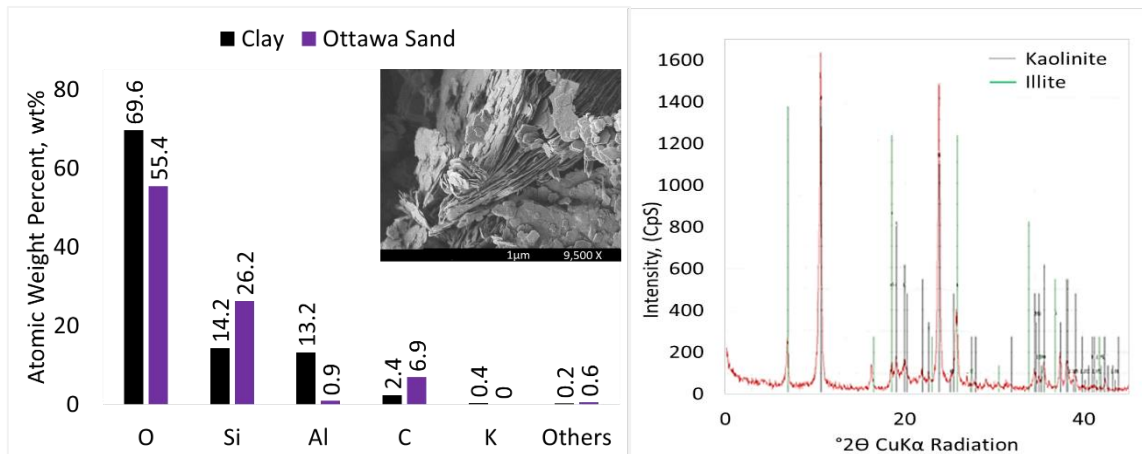 Clay Ottawa Sand
Atomic Weight Percent, wt%
80
60
40
20
0
69.6
55.4
14.2
26.2
13.2
0.9
2.4
6.9
0.4
0
0.2
0.6
O Si Al C K Others
1µm 9,500 X
Kaolinite
Illite
Intensity, (CpS)
1600
1400
1200
1000
800
600
400
200
0
0 20 40
°2Θ CuKα Radiation